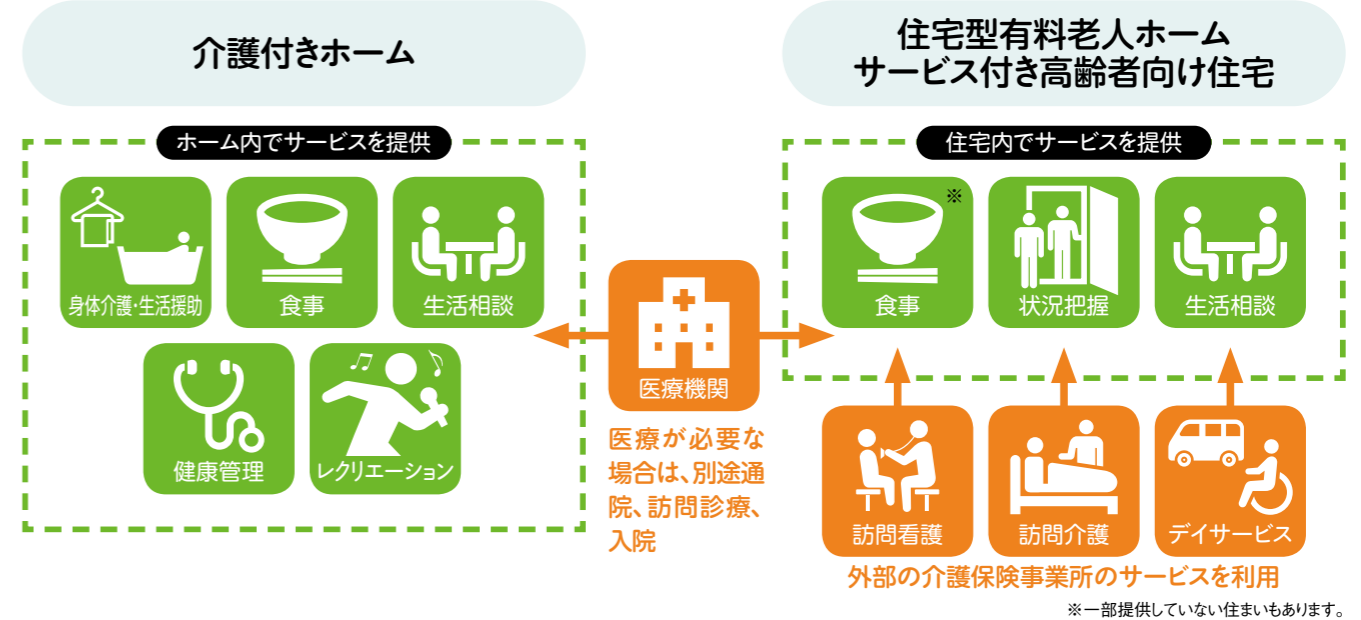 介護付きホーム
ホーム内でサービスを提供
身体介護・生活援助
食事
生活相談
健康管理
レクリエーション
医療機関
医療が必要な
場合は、別途通
院、訪問診療、
入院
住宅型有料老人ホーム
サービス付き高齢者向け住宅
住宅内でサービスを提供
※
食事
状況把握
生活相談
訪問看護
訪問介護
デイサービス
外部の介護保険事業所のサービスを利用
※一部提供していない住まいもあります。